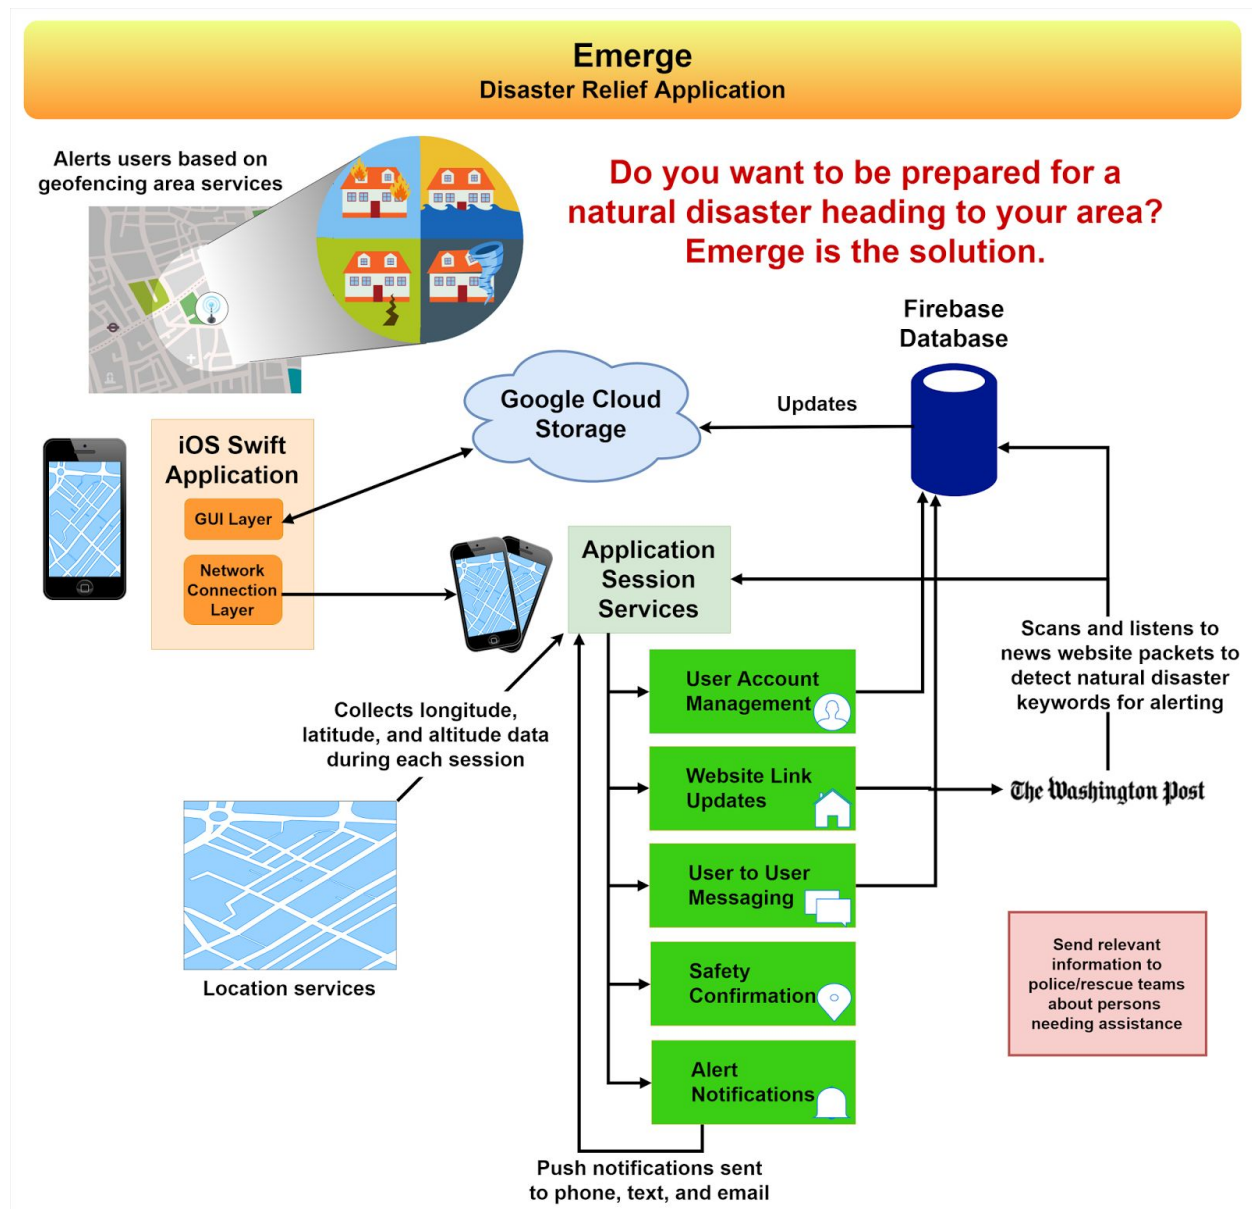 Emerge
Disaster Relief Application
Alerts users based on
geofencing area services
Do you want to be prepared for a
natural disaster heading to your area?
Emerge is the solution.
Firebase
Database
Google Cloud
Storage
Updates
iOS Swift
Application
GUI Layer
Network
Connection
Layer
Application
Session
Services
Scans and listens to
news website packets to
detect natural disaster
keywords for alerting
User Account
Management
Collects longitude,
latitude, and altitude data
during each session
Website Link
Updates
The Washington Post
User to User
Messaging
Location services
Safety
Confirmation
Send relevant
information to
police/rescue teams
about persons
needing assistance
Alert
Notifications
Push notifications sent
to phone, text, and email